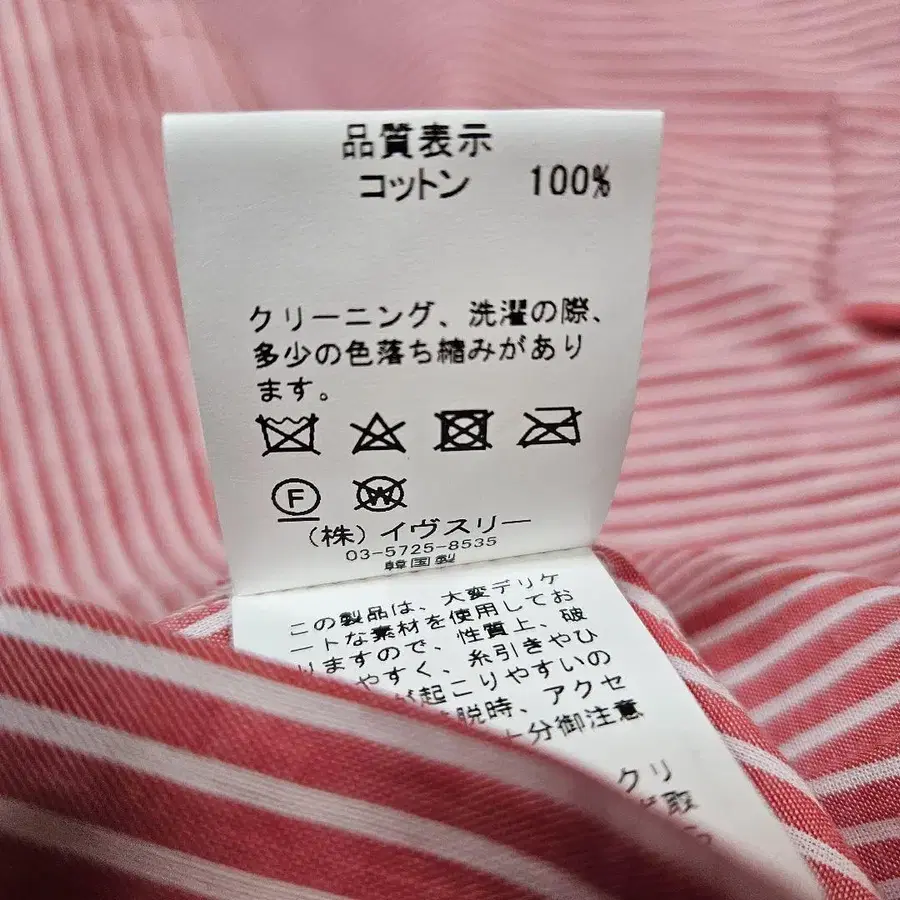 品質表示
コットン 100%
クリーニング、洗濯の際、
多少の色落ち縮みがあり
ます。
F
W
(株)イヴスリー
03-5725-8535
韓国製
この製品は、大変デリケ
ートな素材を使用してお
りますので、性質上、破
やすく、糸引きやひ
が起こりやすいの
脱時、アクセ
十分御注意
クリ
取